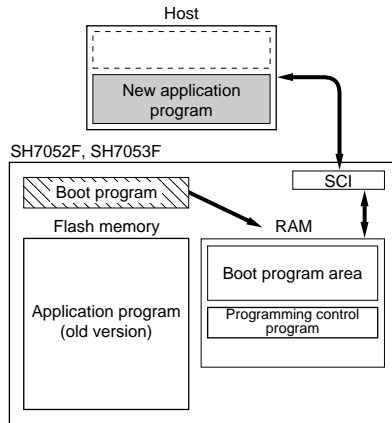 Host
New application
program
SH7052F, SH7053F
SCI
Boot program
Flash memory
RAM
Boot program area
Application program
(old version)
Programming control
program